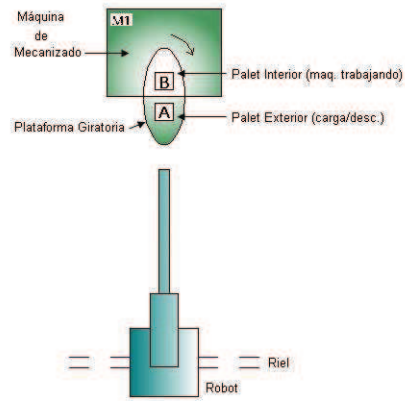 Máquina
de
Mecanizado
M1
B
Palet Interior (maq. trabajando)
A
Palet Exterior (carga/desc.)
Plataforma Giratoria
Riel
Robot